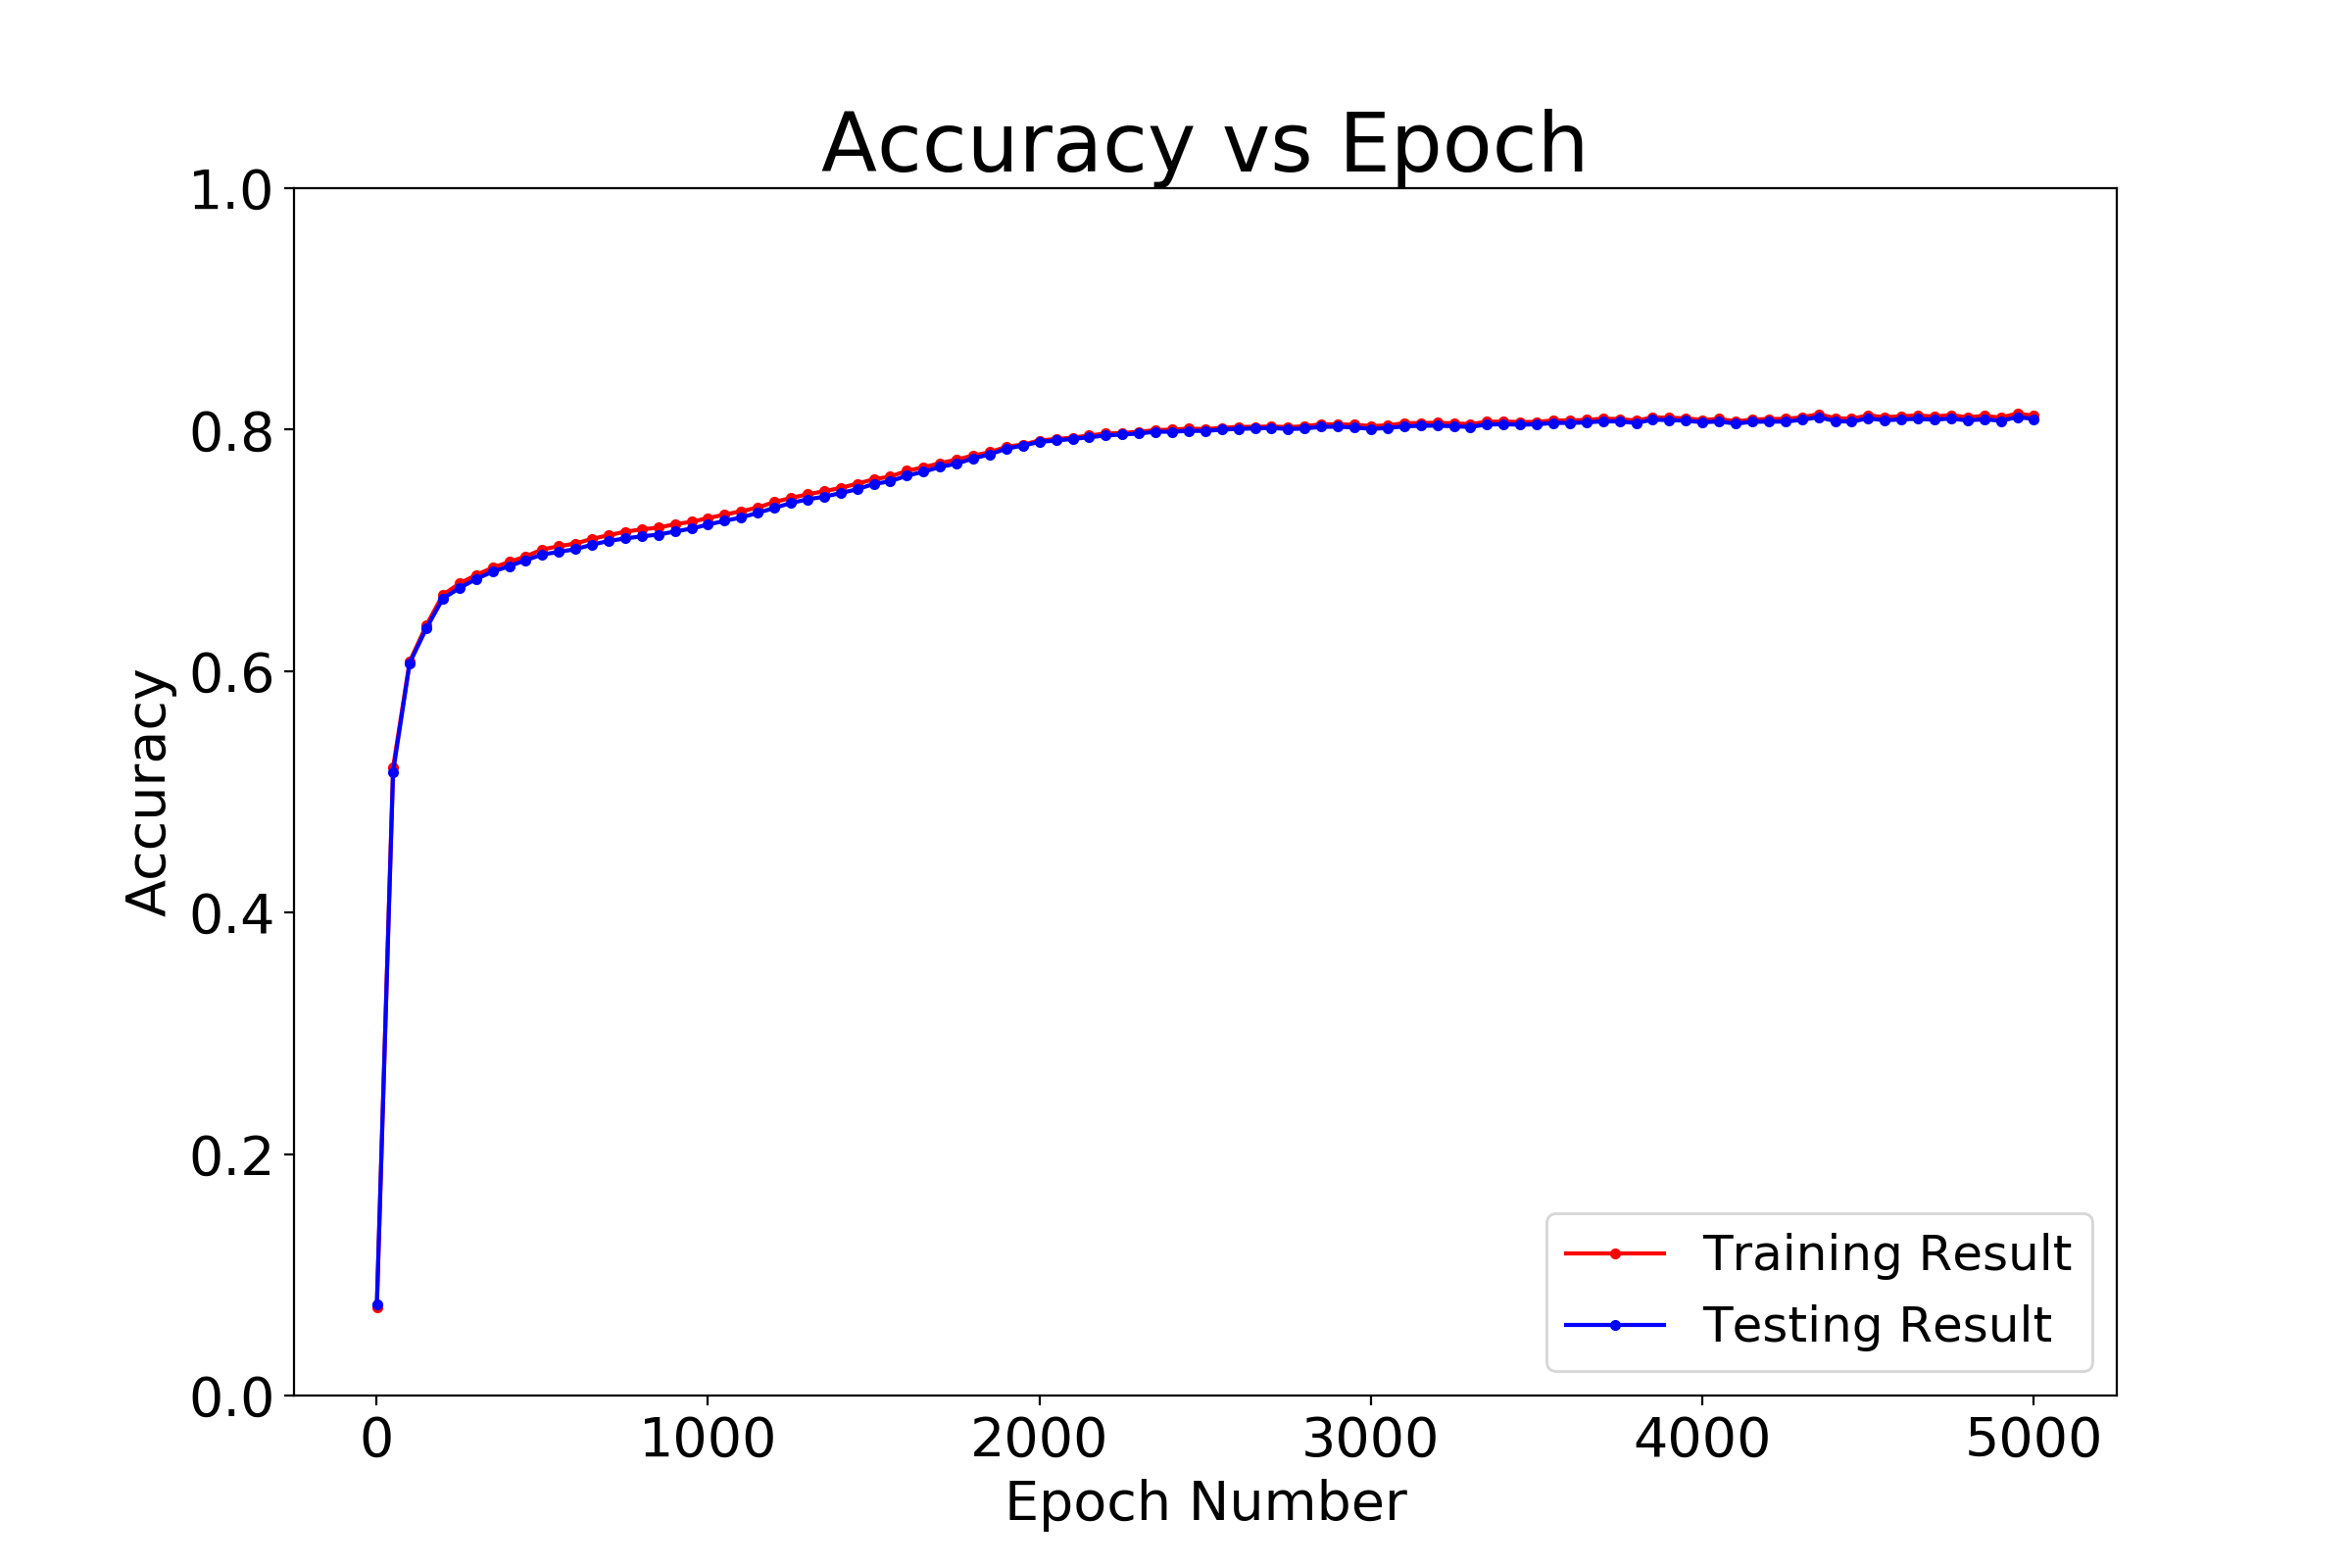 Accuracy vs Epoch
1.0
0.8
0.6
0.4
0.2
0.0
Accuracy
0 1000 2000 3000 4000 5000
Epoch Number
Training Result
Testing Result